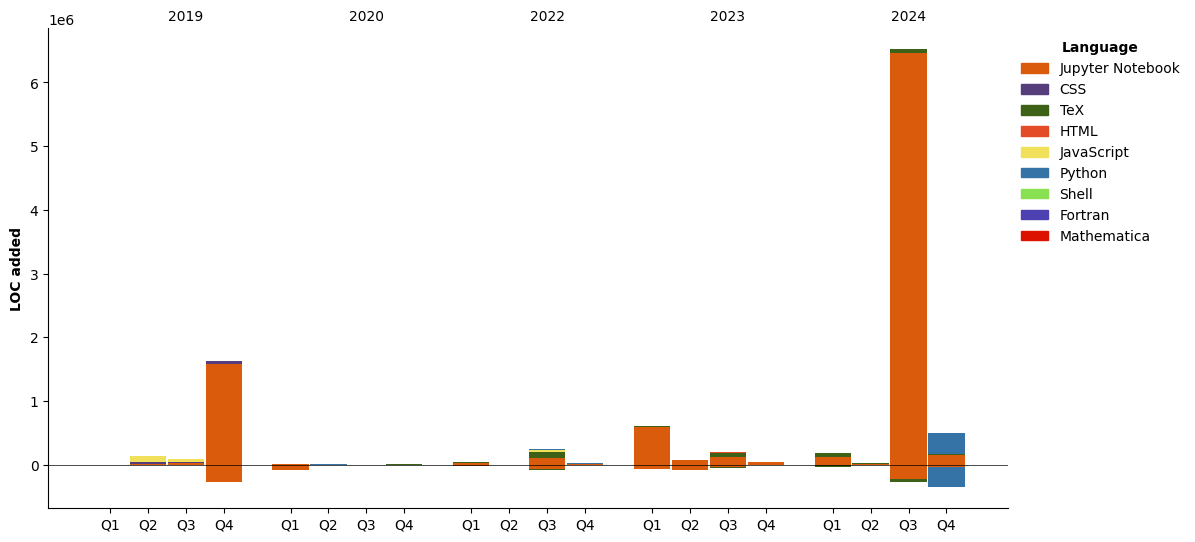 2019 2020 2022 2023 2024
1e6
6
5
4
3
2
1
0
LOC added
Q1 Q2 Q3 Q4 Q1 Q2 Q3 Q4 Q1 Q2 Q3 Q4 Q1 Q2 Q3 Q4 Q1 Q2 Q3 Q4
Language
Jupyter Notebook
CSS
TeX
HTML
JavaScript
Python
Shell
Fortran
Mathematica